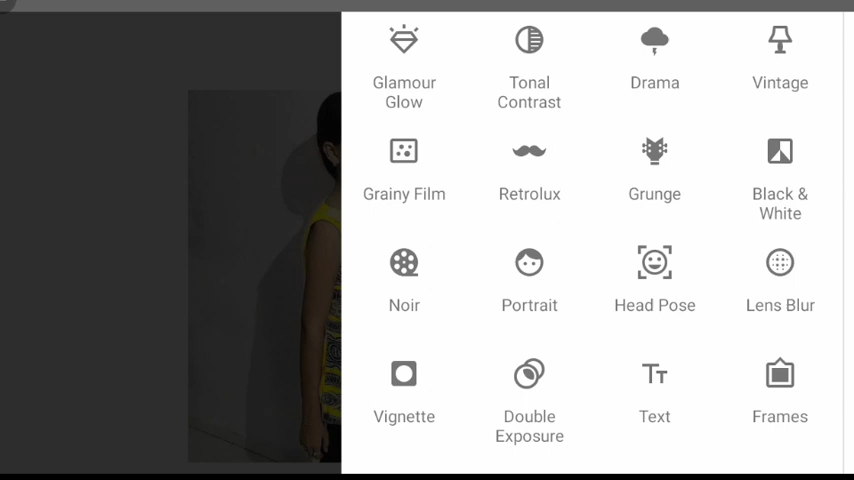 Glamour
Glow
Tonal
Contrast
Drama
Vintage
Grainy Film
Retrolux
Grunge
Black &
White
Noir
Portrait
Head Pose
Lens Blur
Vignette
Double
Exposure
Text
Frames